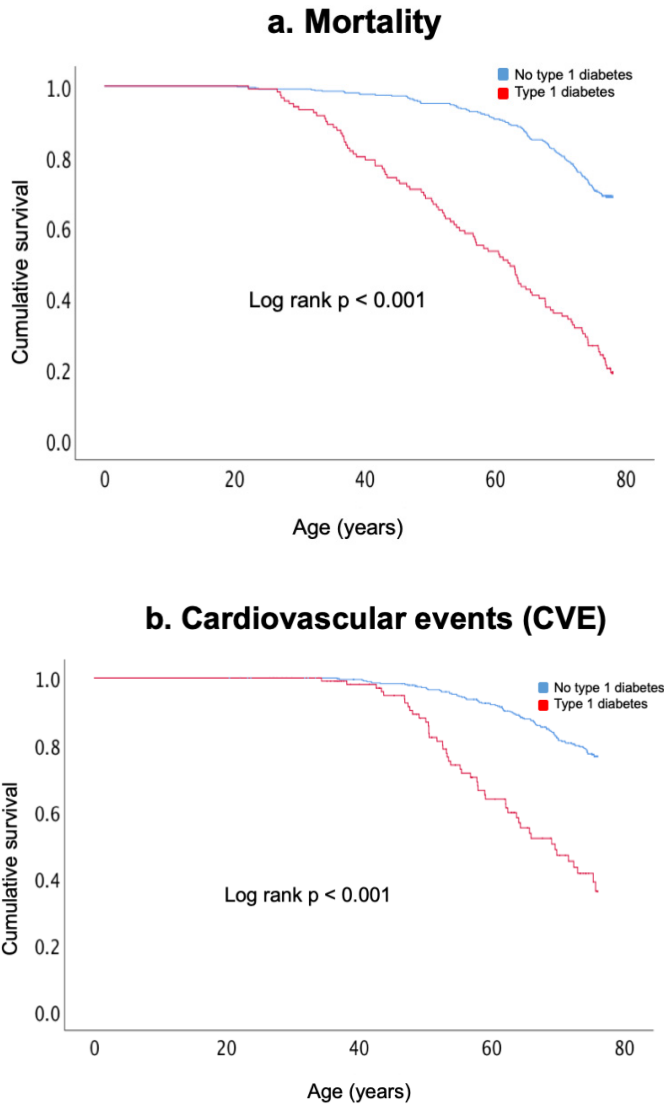 a. Mortality
No type 1 diabetes
Type 1 diabetes
1.0
0.8
0.6
0.4
0.2
0.0
Cumulative survival
Log rank p < 0.001
0 20 40 60 80
Age (years)
b. Cardiovascular events (CVE)
No type 1 diabetes
Type 1 diabetes
1.0
0.8
0.6
0.4
0.2
0.0
Cumulative survival
Log rank p < 0.001
0 20 40 60 80
Age (years)